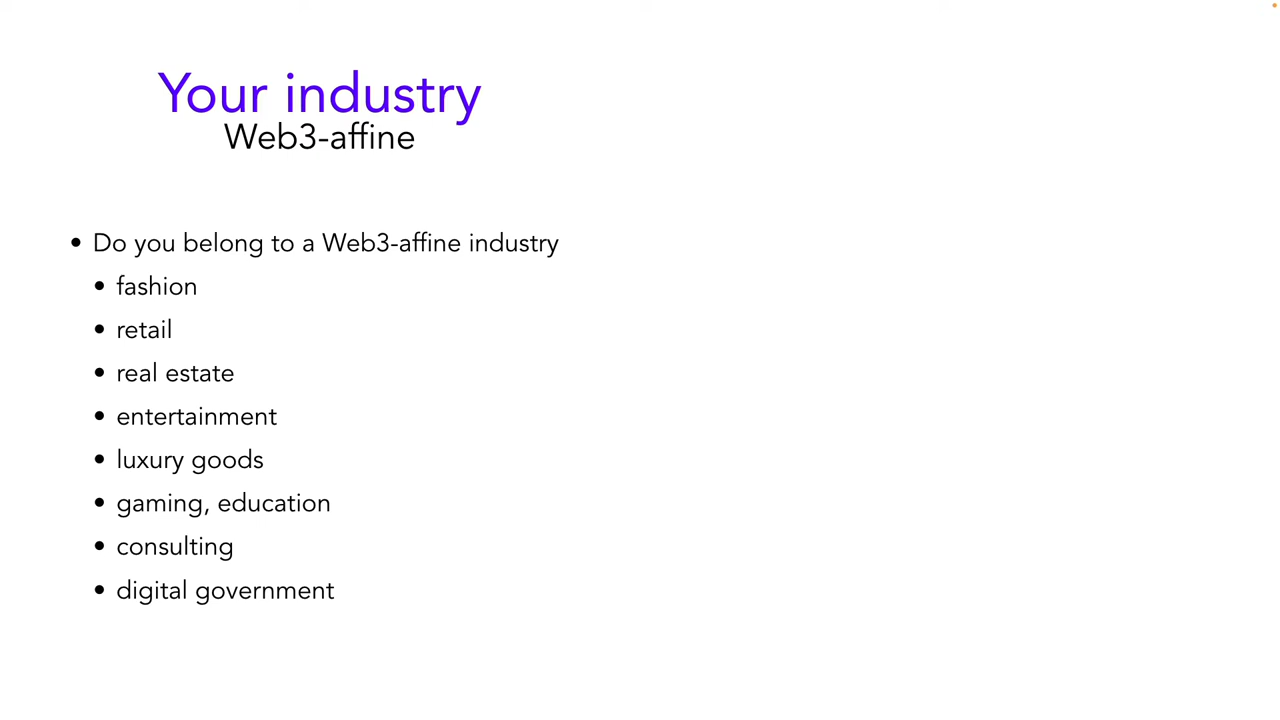 Your industry
Web3-affine
• Do you belong to a Web3-affine industry
• fashion
• retail
• real estate
• entertainment
• luxury goods
• gaming, education
• consulting
• digital government